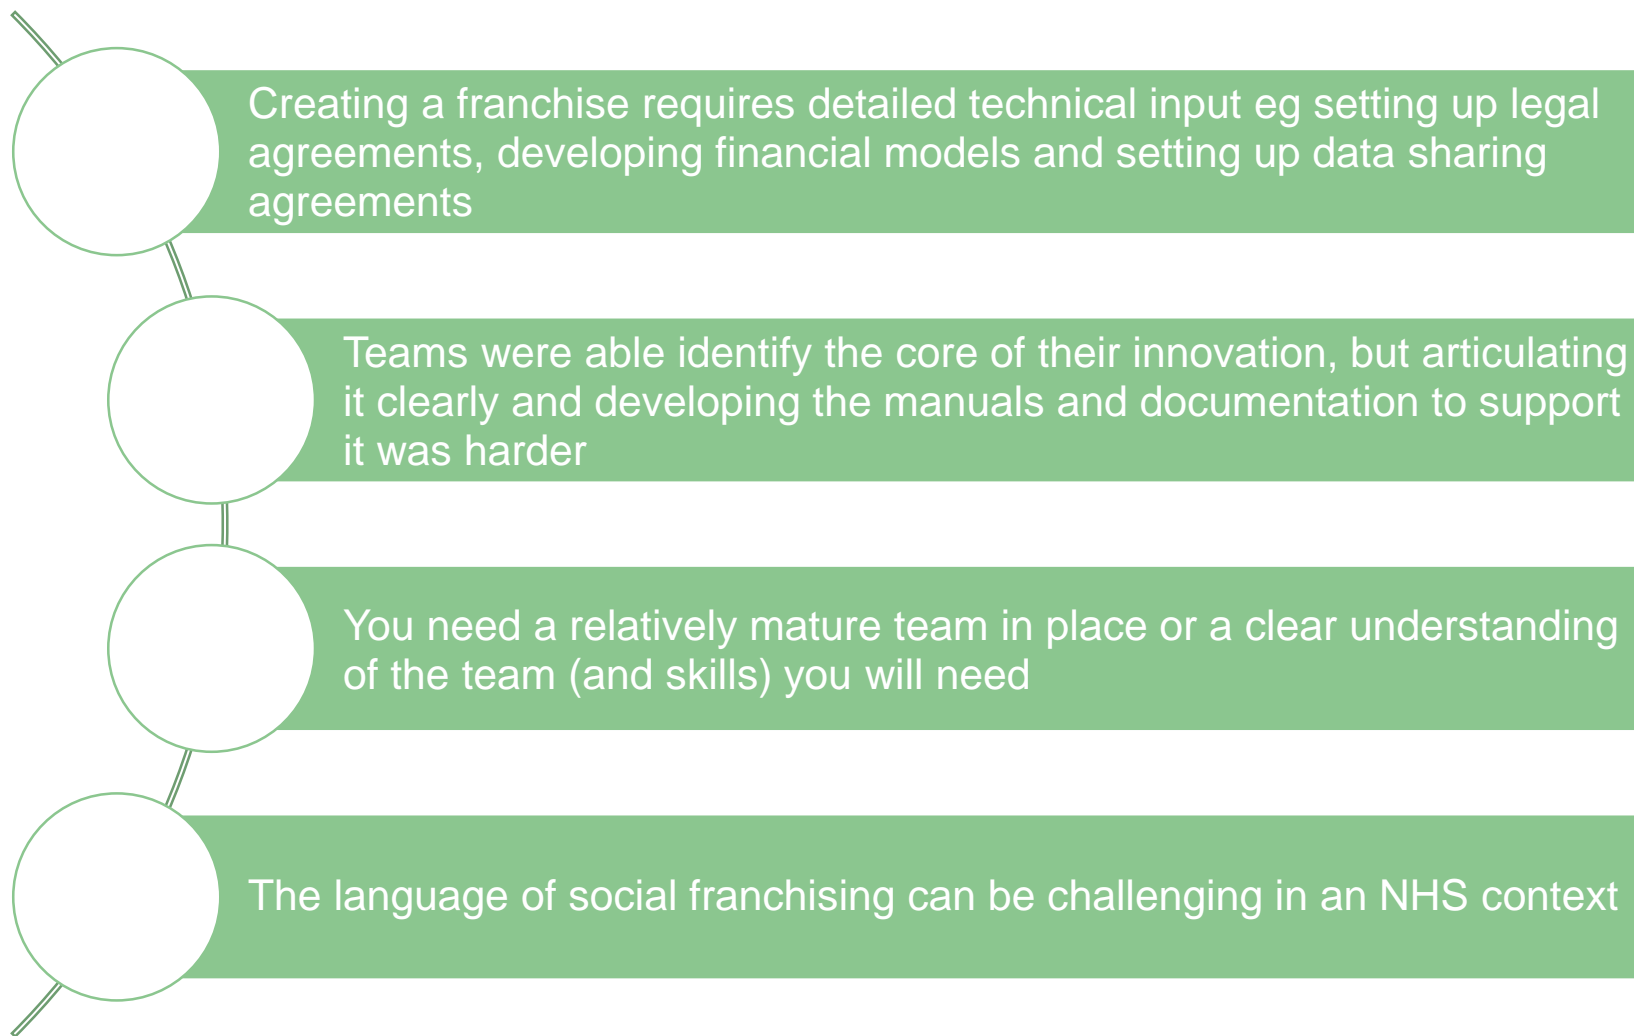 Creating a franchise requires detailed technical input eg setting up legal
agreements, developing financial models and setting up data sharing
agreements
Teams were able identify the core of their innovation, but articulating
it clearly and developing the manuals and documentation to support
it was harder
You need a relatively mature team in place or a clear understanding
of the team (and skills) you will need
The language of social franchising can be challenging in an NHS context